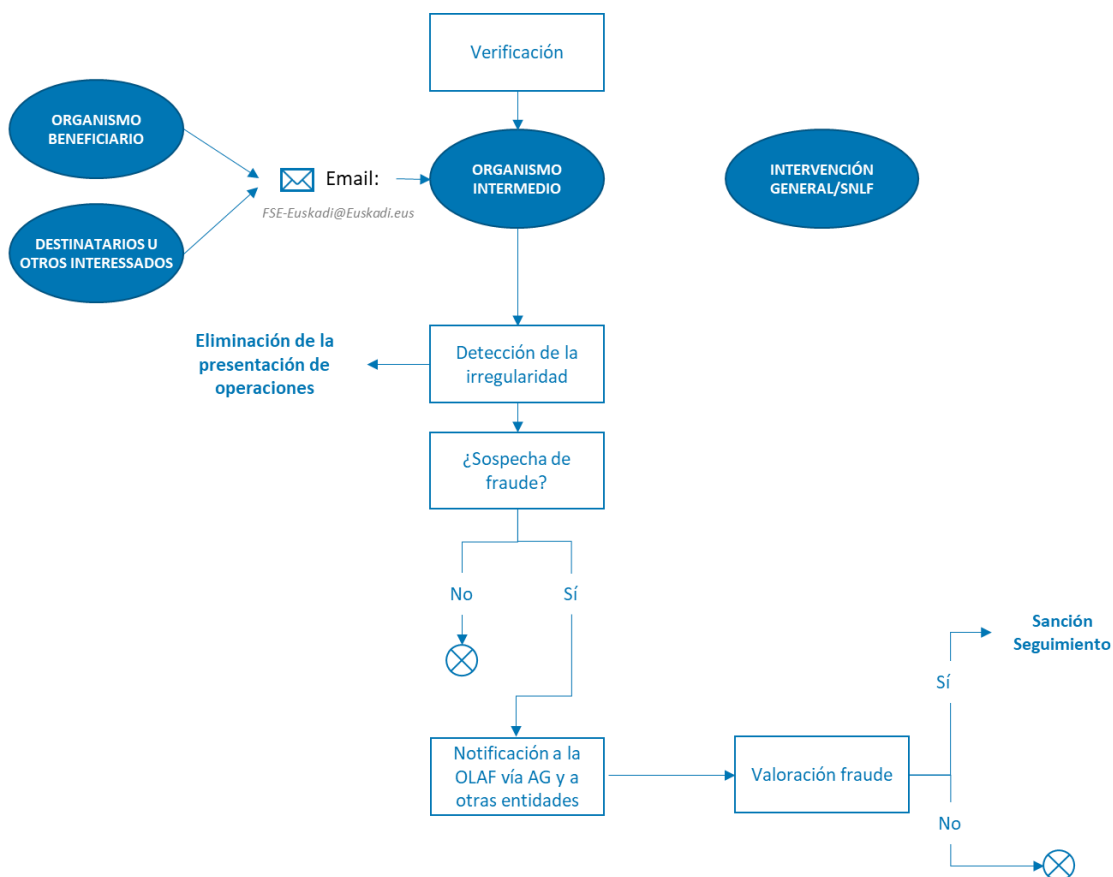 Verificación
ORGANISMO
BENEFICIARIO
Email:
FSE-Euskadi@Euskadi.eus
ORGANISMO
INTERMEDIO
INTERVENCIÓN
GENERAL/SNLF
DESTINATARIOS U
OTROS INTERESSADOS
Eliminación de la
presentación de
operaciones
Detección de la
irregularidad
¿Sospecha de
fraude?
No
Sí
Sanción
Seguimiento
Sí
Notificación a la
OLAF vía AG y a
otras entidades
Valoración fraude
No